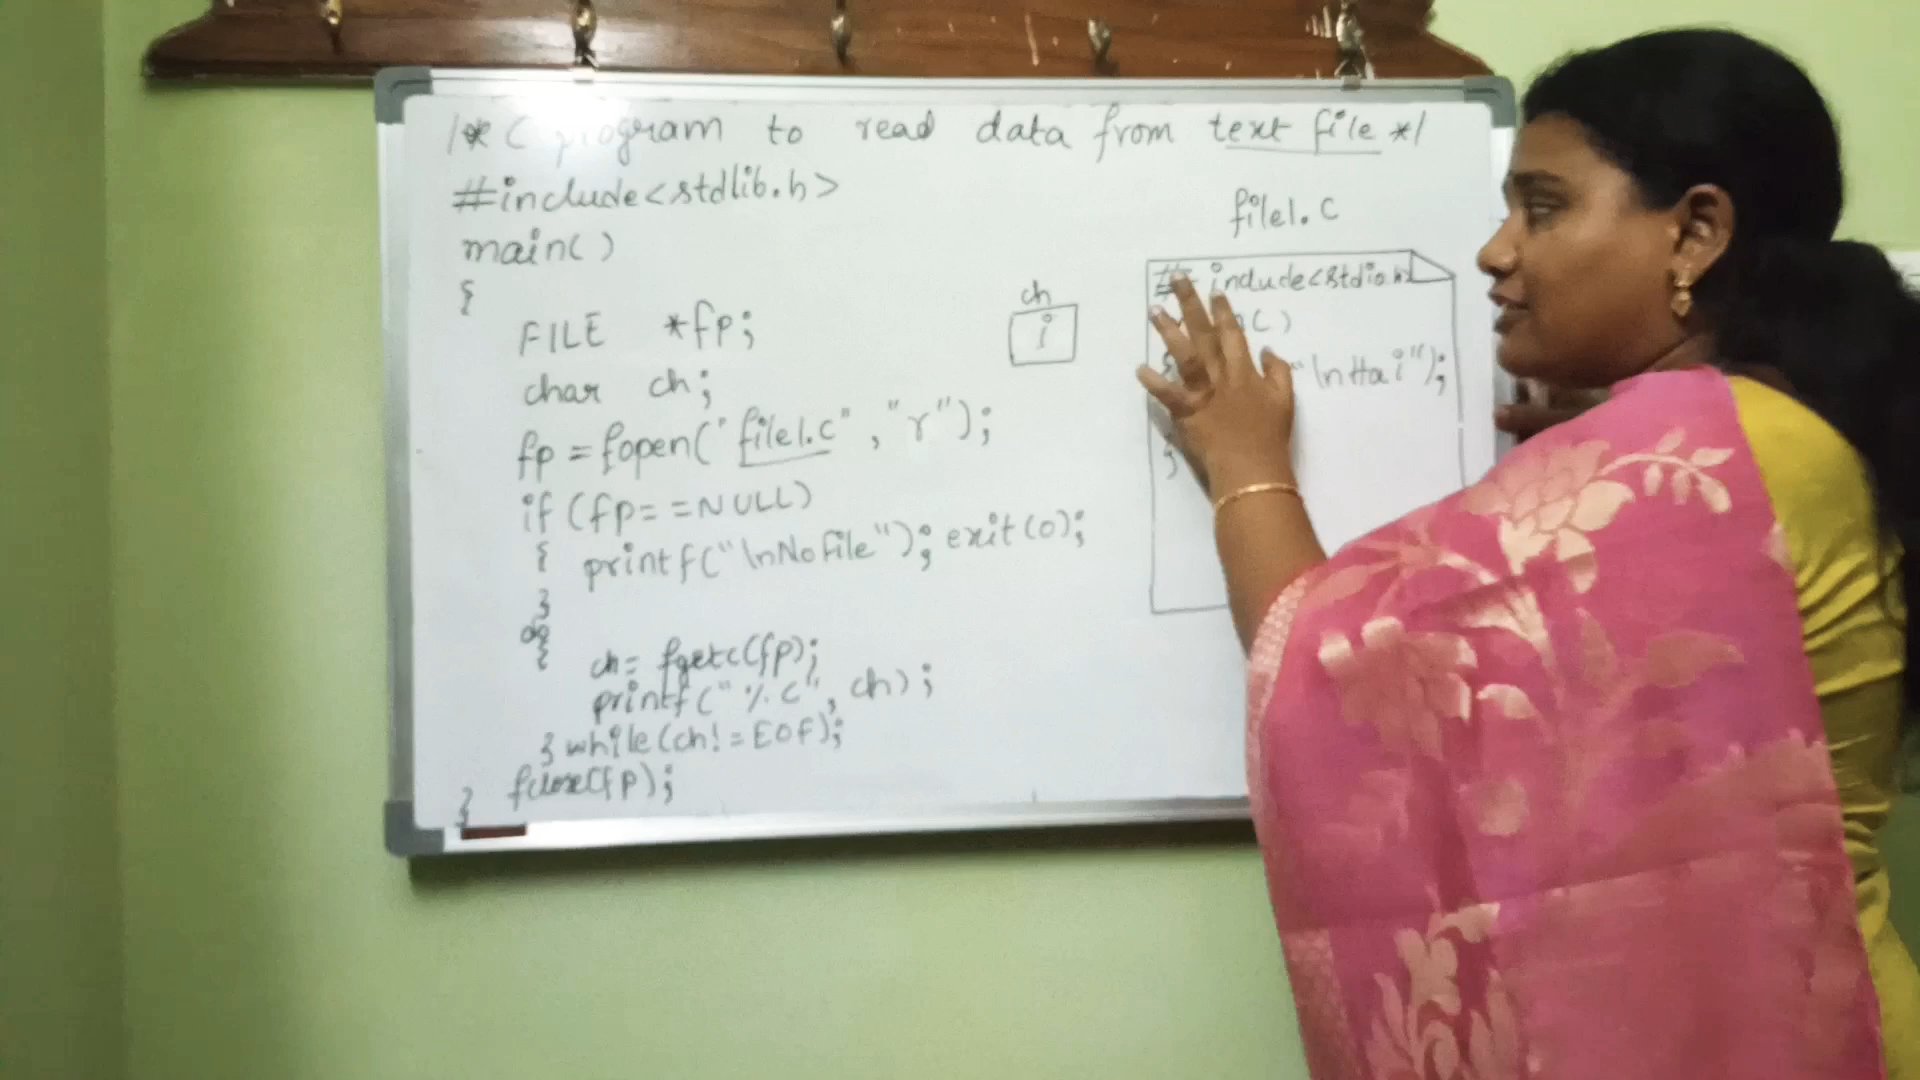 /* C program to read data from text file */
#include<stdlib.h>
main()
{
FILE *fp;
char ch;
fp=fopen("file1.c","r");
if(fp==NULL)
{ printf("\nNo file"); exit(0);
}
do
{ ch=fgetc(fp);
printf("%c", ch);
} while(ch!=EOF);
fclose(fp);
}
ch
i
file1.c
# include<stdio.h>
()
{ "\nHai");
}